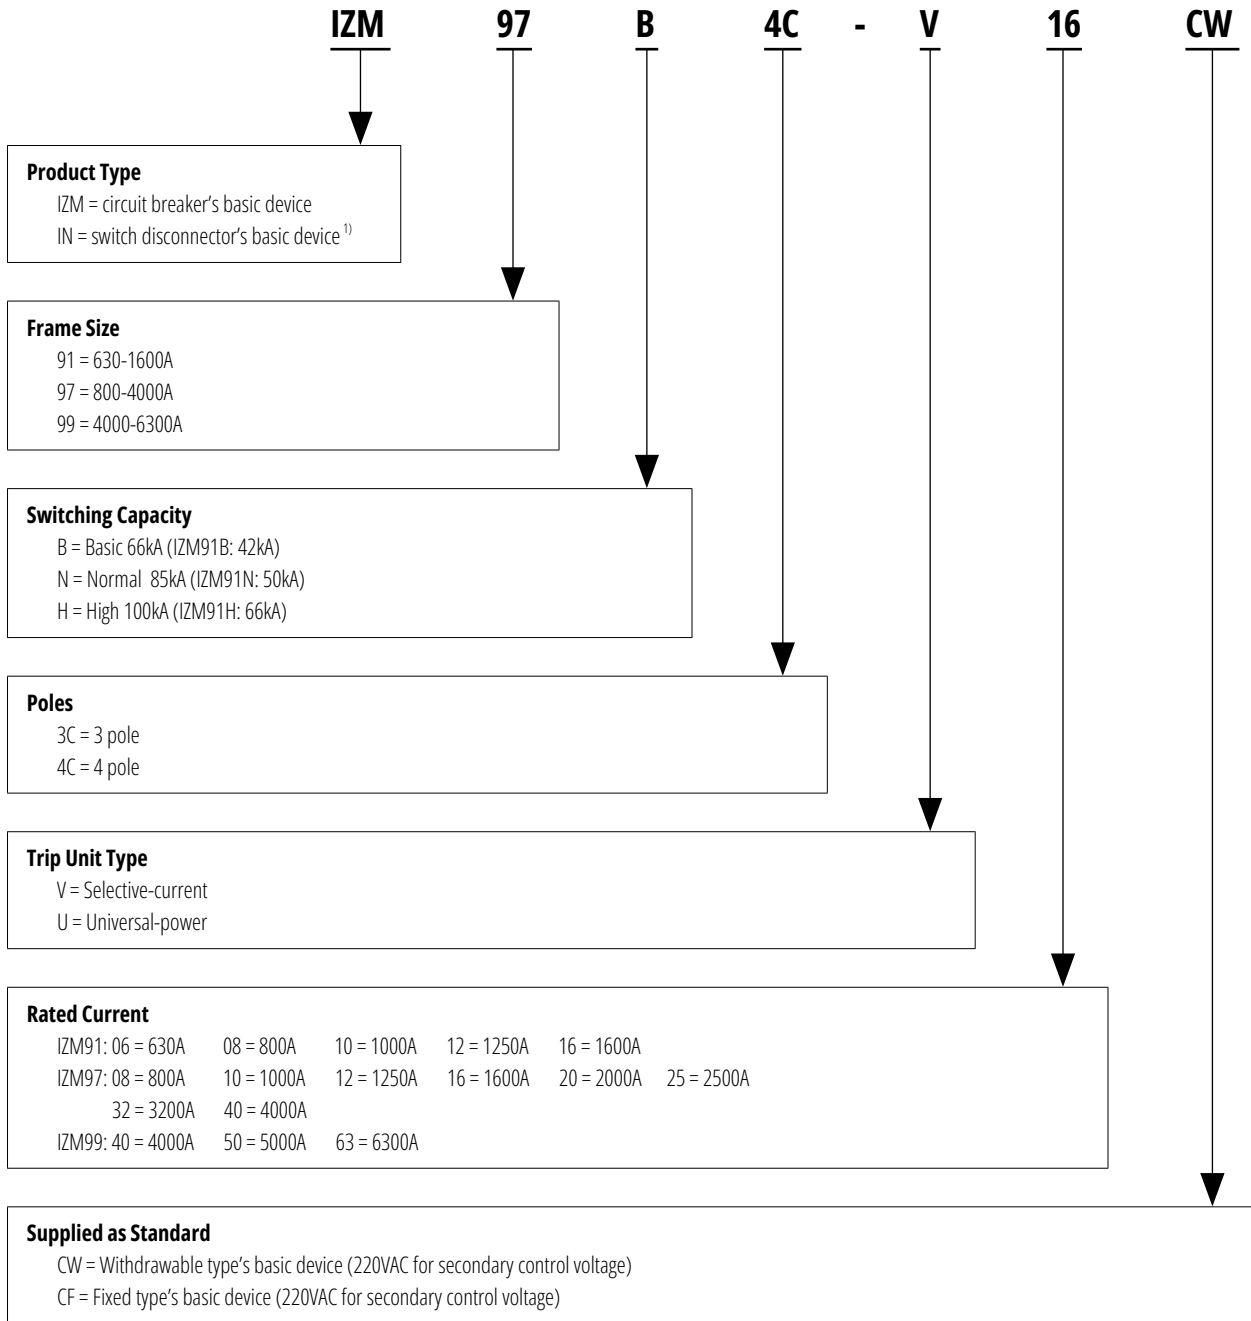 IZM 97 B 4C - V 16 CW
Product Type
IZM = circuit breaker's basic device
IN = switch disconnector's basic device 1)
Frame Size
91 = 630-1600A
97 = 800-4000A
99 = 4000-6300A
Switching Capacity
B = Basic 66kA (IZM91B: 42kA)
N = Normal 85kA (IZM91N: 50kA)
H = High 100kA (IZM91H: 66kA)
Poles
3C = 3 pole
4C = 4 pole
Trip Unit Type
V = Selective-current
U = Universal-power
Rated Current
IZM91: 06 = 630A 08 = 800A 10 = 1000A 12 = 1250A 16 = 1600A
IZM97: 08 = 800A 10 = 1000A 12 = 1250A 16 = 1600A 20 = 2000A 25 = 2500A
32 = 3200A 40 = 4000A
IZM99: 40 = 4000A 50 = 5000A 63 = 6300A
Supplied as Standard
CW = Withdrawable type's basic device (220VAC for secondary control voltage)
CF = Fixed type's basic device (220VAC for secondary control voltage)